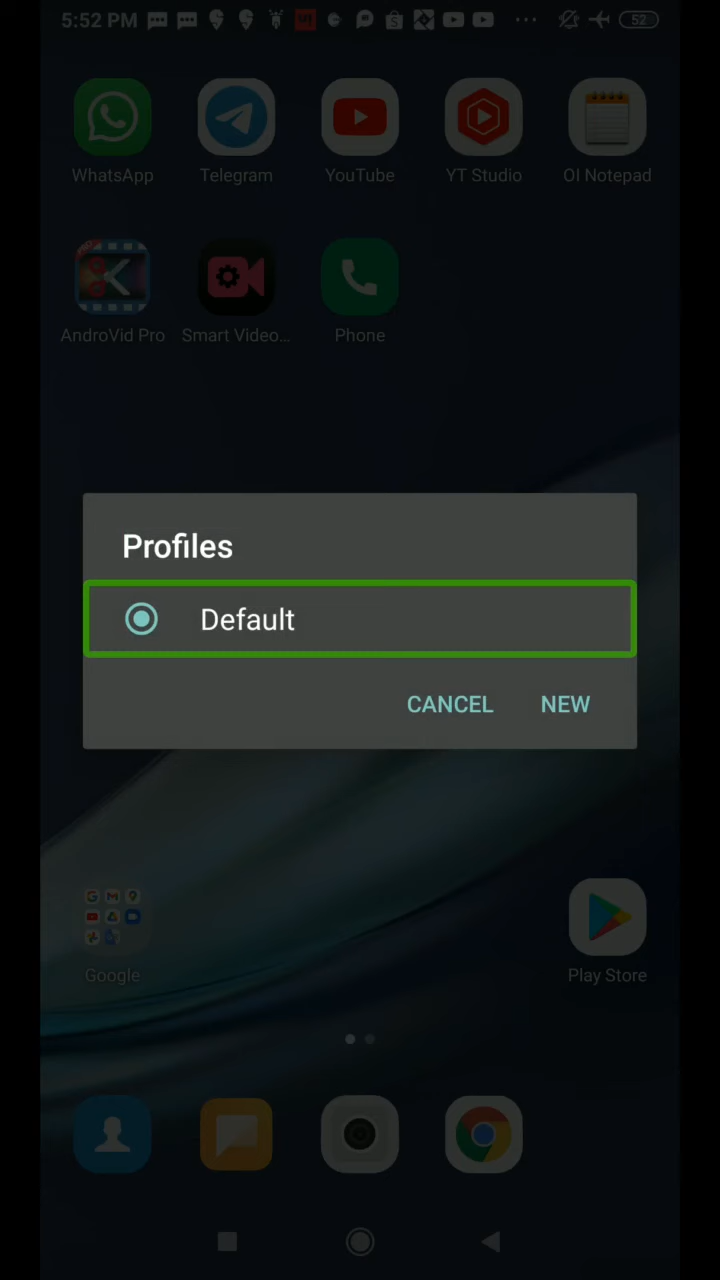 5:52 PM
52
WhatsApp
Telegram
YouTube
YT Studio
OI Notepad
AndroVid Pro
Smart Video...
Phone
Profiles
Default
CANCEL
NEW
Google
Play Store